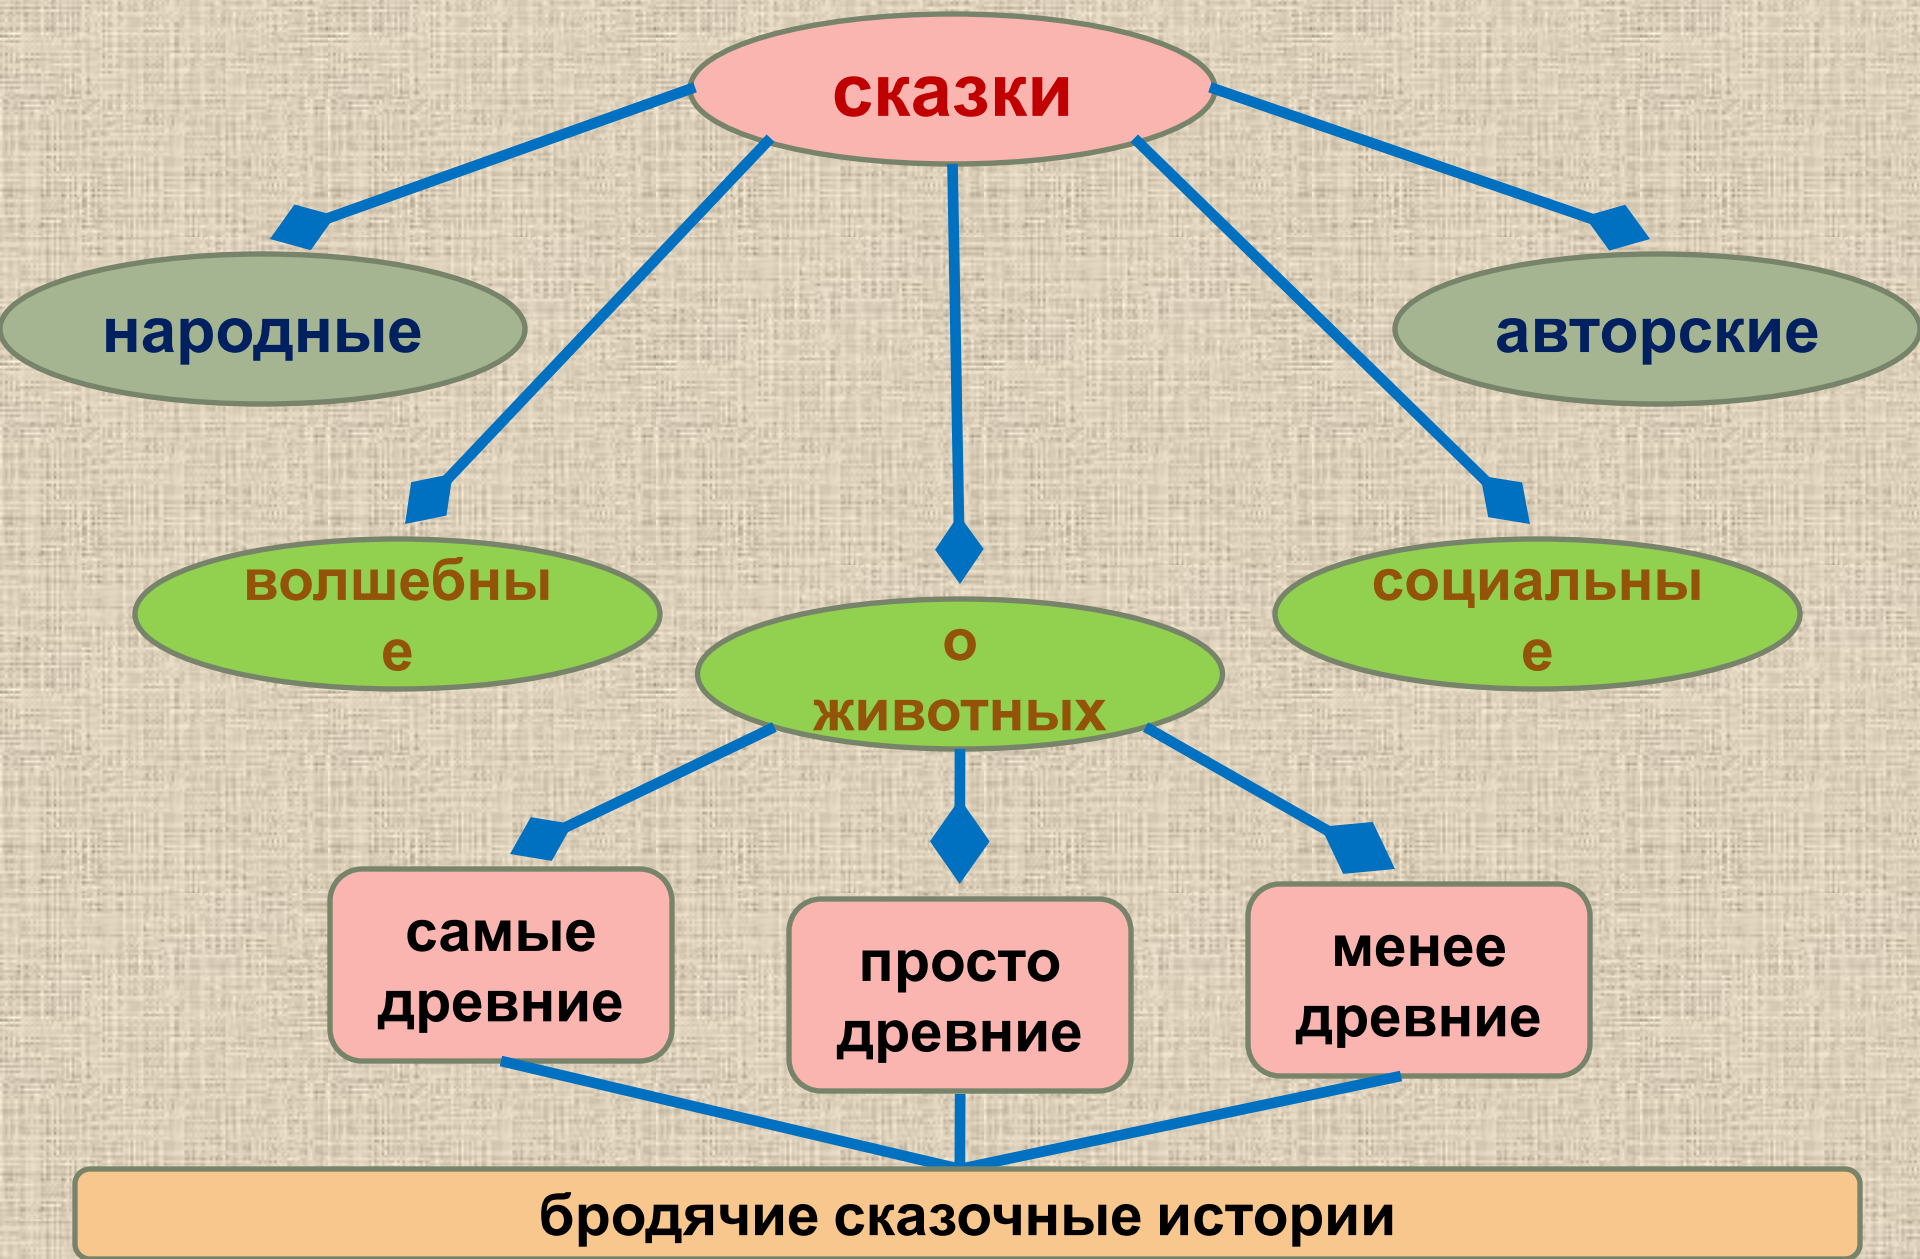 сказки
народные
авторские
волшебны
е
о
животных
социальны
е
самые
древние
просто
древние
менее
древние
бродячие сказочные истории